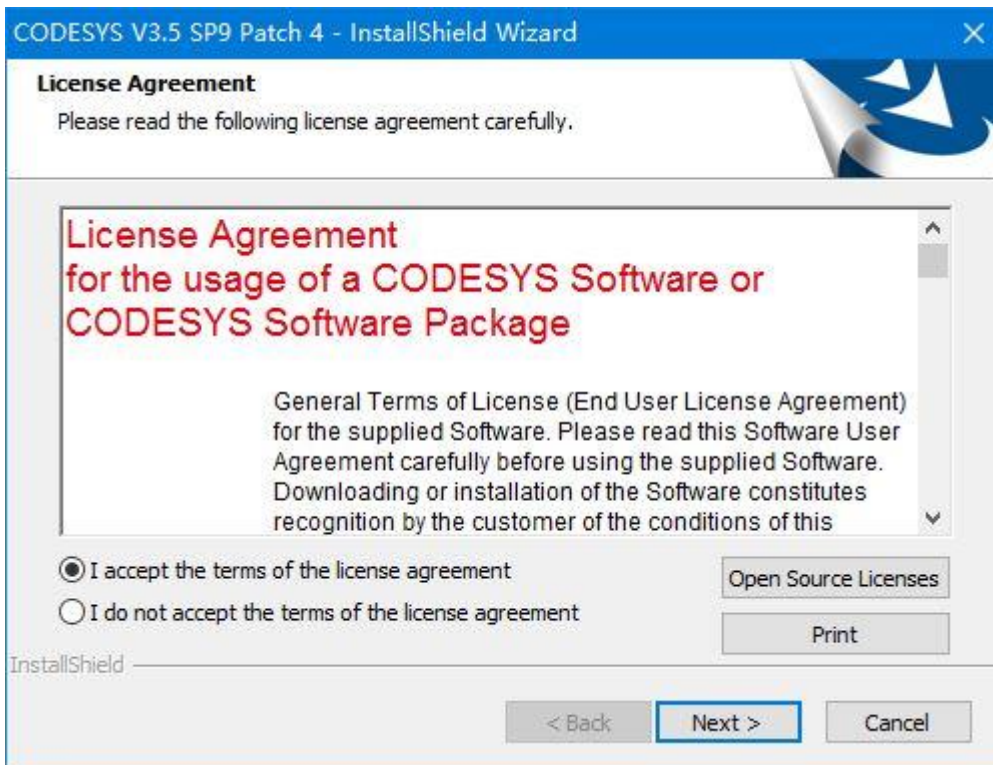 CODESYS V3.5 SP9 Patch 4 - InstallShield Wizard
License Agreement
Please read the following license agreement carefully.
License Agreement
for the usage of a CODESYS Software or
CODESYS Software Package
General Terms of License (End User License Agreement)
for the supplied Software. Please read this Software User
Agreement carefully before using the supplied Software.
Downloading or installation of the Software constitutes
recognition by the customer of the conditions of this
I accept the terms of the license agreement
Open Source Licenses
I do not accept the terms of the license agreement
Print
InstallShield
< Back
Next >
Cancel